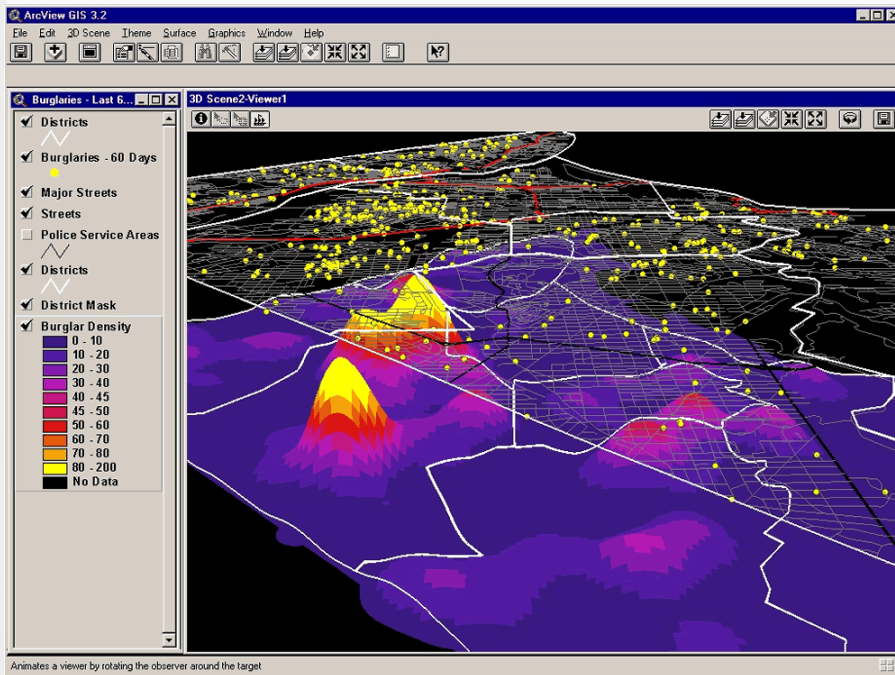 ArcView GIS 3.2
File Edit 3D Scene Theme Surface Graphics Window Help
Burglaries - Last 6...
3D Scene2-Viewer1
Districts
Burglaries - 60 Days
Major Streets
Streets
Police Service Areas
Districts
District Mask
Burglar Density
0 - 10
10 - 20
20 - 30
30 - 40
40 - 45
45 - 50
50 - 60
60 - 70
70 - 80
80 - 200
No Data
Animates a viewer by rotating the observer around the target